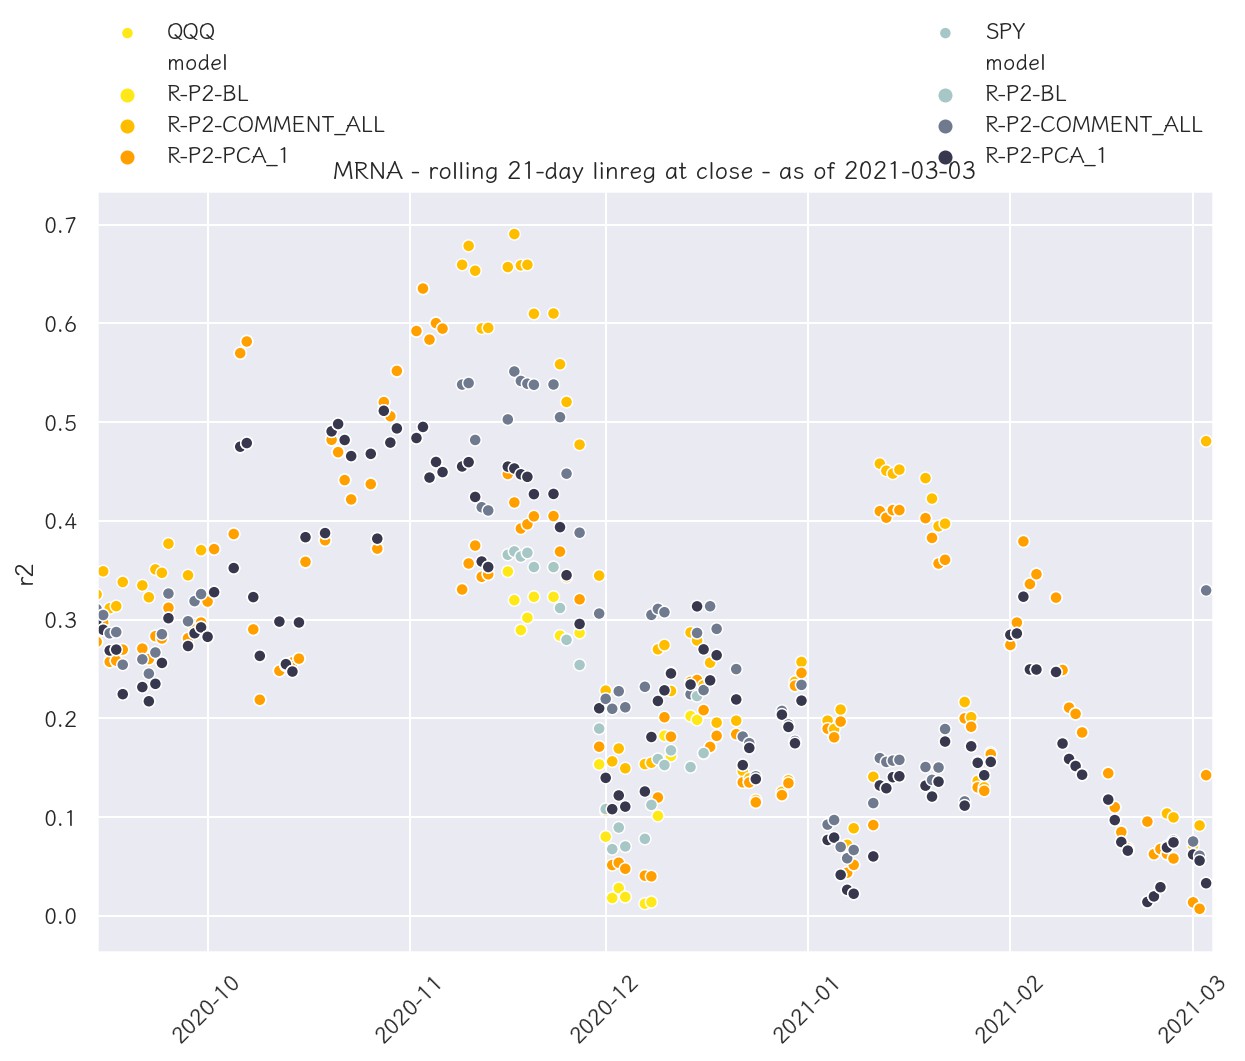 QQQ
model
R-P2-BL
R-P2-COMMENT_ALL
R-P2-PCA_1
SPY
model
R-P2-BL
R-P2-COMMENT_ALL
R-P2-PCA_1
MRNA - rolling 21-day linreg at close - as of 2021-03-03
0.7
0.6
0.5
0.4
0.3
0.2
0.1
0.0
r2
2020-10
2020-11
2020-12
2021-01
2021-02
2021-03